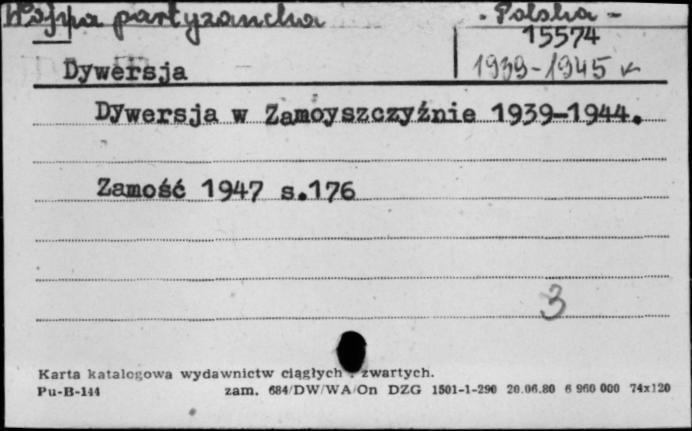 Wojna partyzancka - Polska -
15574
Dywersja 1939-1945
Dywersja w Zamoyszczyźnie 1939-1944.
Zamość 1947 s.176
3
Karta katalogowa wydawnictw ciągłych i zwartych.
Pu-B-144 zam. 684/DW/WA/On DZG 1501-1-290 20.06.80 6 960 000 74x120